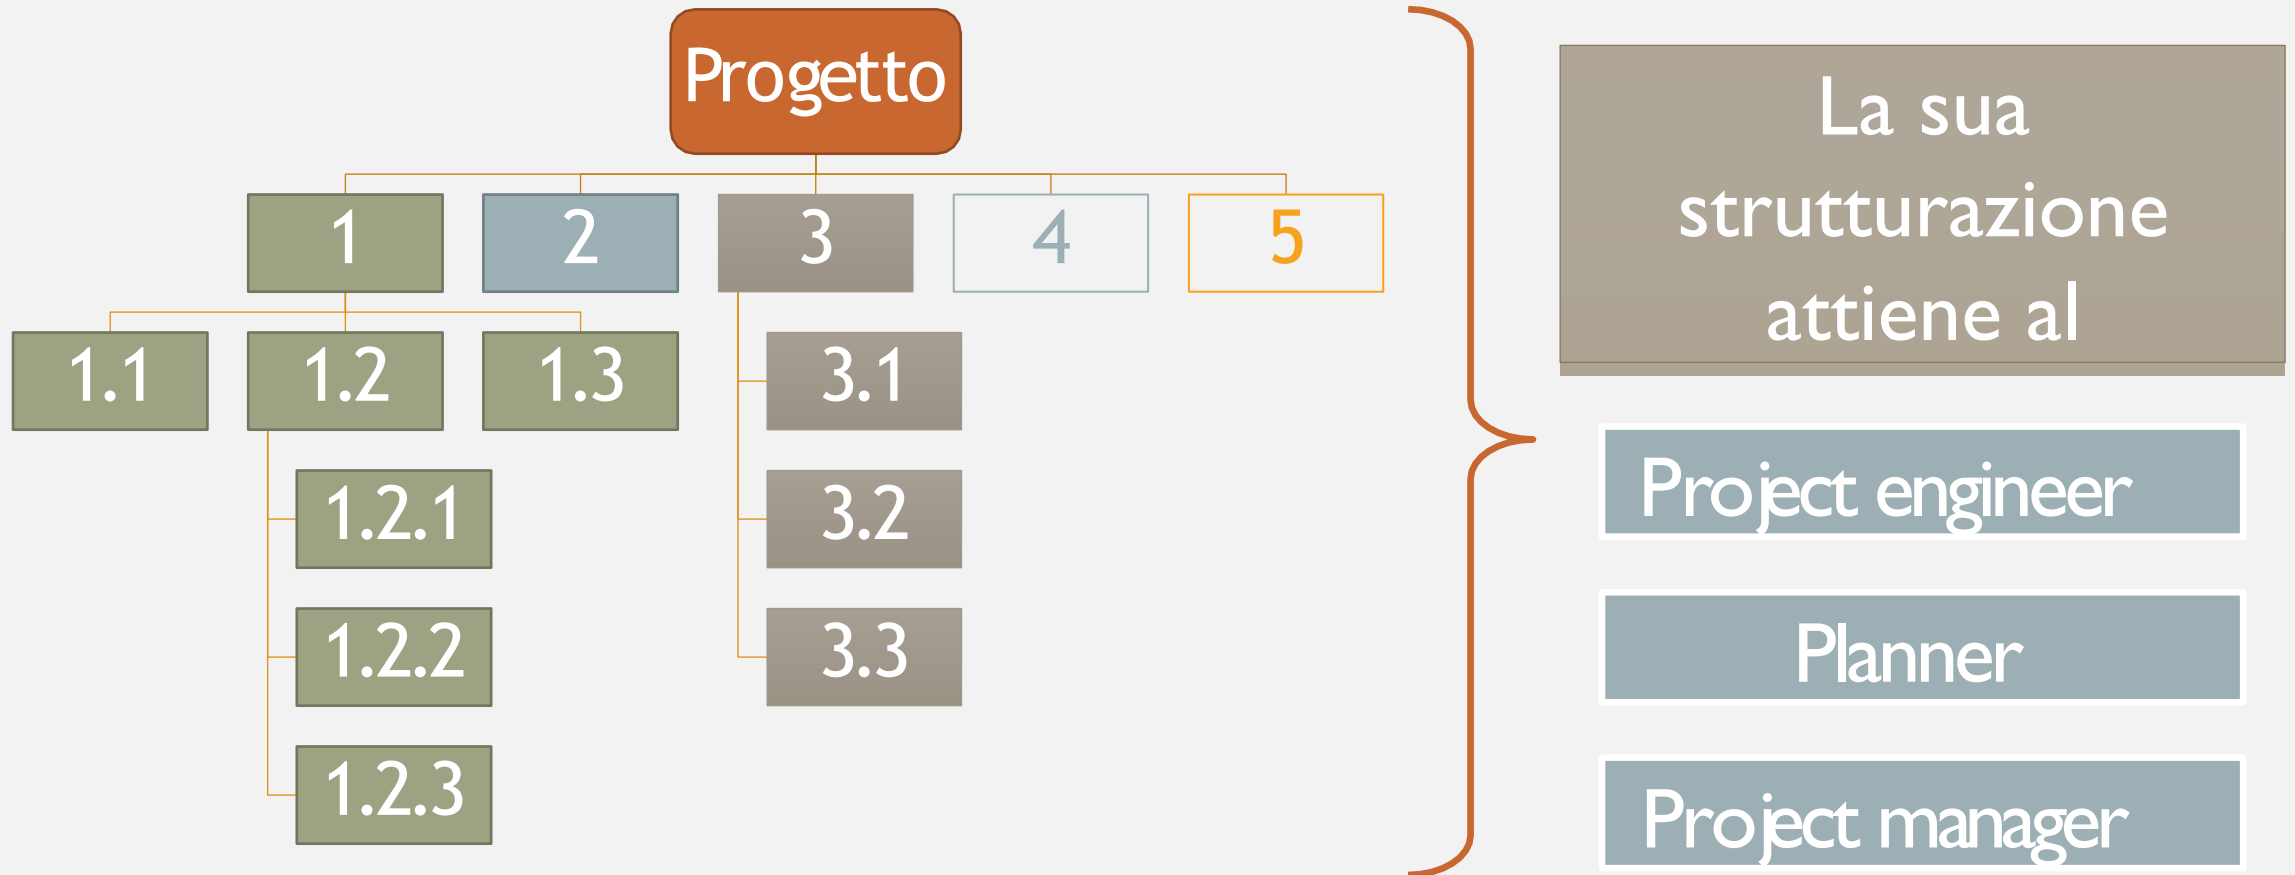 Progetto
1
2
3
4
5
1.1
1.2
1.3
1.2.1
1.2.2
1.2.3
3.1
3.2
3.3
La sua
strutturazione
attiene al
Project engineer
Planner
Project manager